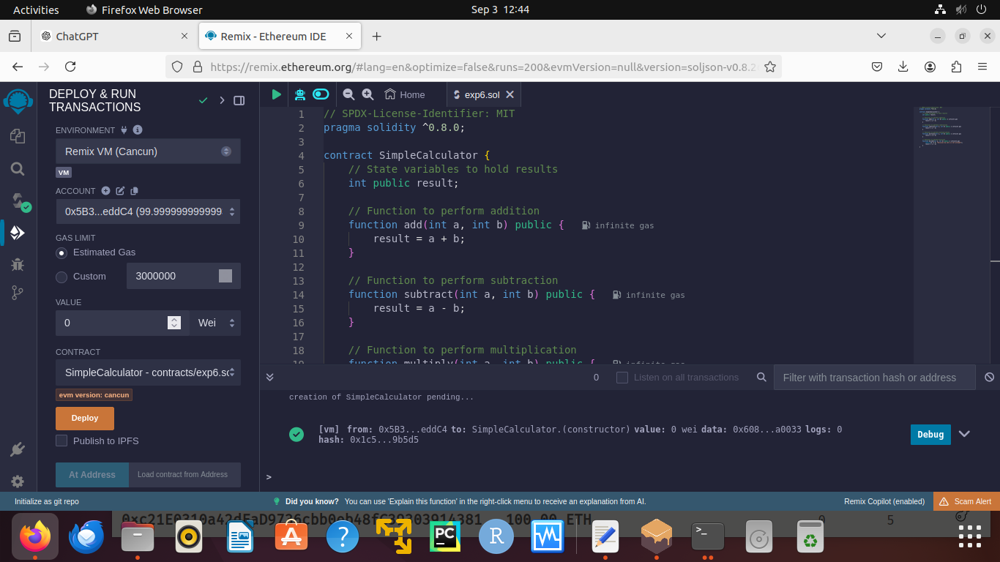 Activities
Firefox Web Browser
Sep 3 12:44
ChatGPT
Remix - Ethereum IDE
https://remix.ethereum.org/#lang=en&optimize=false&runs=200&evmVersion=null&version=soljson-v0.8.2
DEPLOY & RUN
TRANSACTIONS
ENVIRONMENT
Remix VM (Cancun)
VM
ACCOUNT
0x5B3...eddC4 (99.999999999999
GAS LIMIT
Estimated Gas
Custom
3000000
VALUE
0
Wei
CONTRACT
SimpleCalculator - contracts/exp6.so
evm version: cancun
Deploy
Publish to IPFS
At Address
Load contract from Address
Home
exp6.sol
1 // SPDX-License-Identifier: MIT
2 pragma solidity ^0.8.0;
3
4 contract SimpleCalculator {
5 // State variables to hold results
6 int public result;
7
8 // Function to perform addition
9 function add(int a, int b) public { infinite gas
10 result = a + b;
11 }
12
13 // Function to perform subtraction
14 function subtract(int a, int b) public { infinite gas
15 result = a - b;
16 }
17
18 // Function to perform multiplication
19 function multiply(int a, int b) public { infinite gas
0
Listen on all transactions
Filter with transaction hash or address
creation of SimpleCalculator pending...
[vm] from: 0x5B3...eddC4 to: SimpleCalculator.(constructor) value: 0 wei data: 0x608...a0033 logs: 0
hash: 0x1c5...9b5d5
Debug
>
Initialize as git repo
Did you know? You can use 'Explain this function' in the right-click menu to receive an explanation from AI.
Remix Copilot (enabled)
Scam Alert
100.00 ETH
0
5
PC
R
>_